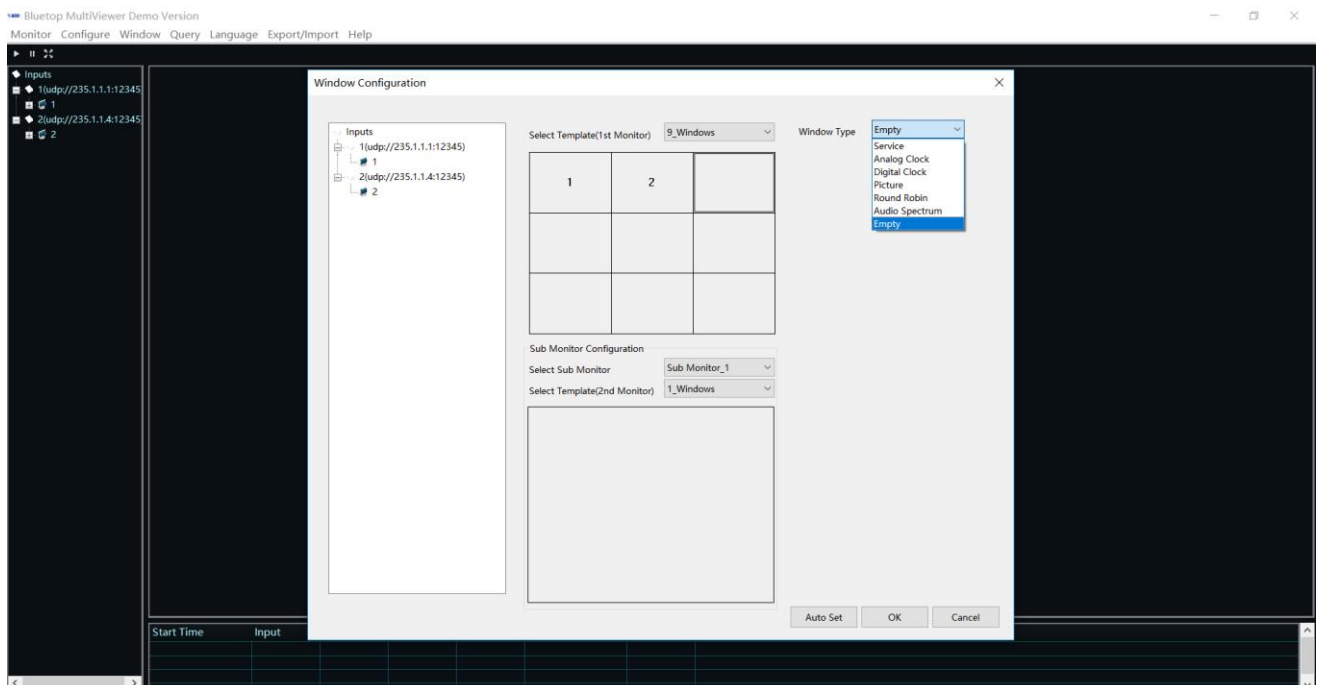 Bluetop MultiViewer Demo Version
Monitor Configure Window Query Language Export/Import Help
Inputs
1(udp://235.1.1.1:12345
1
2(udp://235.1.1.4:12345
2
Window Configuration
Inputs
1(udp://235.1.1.1:12345)
1
2(udp://235.1.1.4:12345)
2
Select Template(1st Monitor) 9_Windows
1 2
Sub Monitor Configuration
Select Sub Monitor Sub Monitor_1
Select Template(2nd Monitor) 1_Windows
Window Type Empty
Service
Analog Clock
Digital Clock
Picture
Round Robin
Audio Spectrum
Empty
Auto Set OK Cancel
Start Time Input